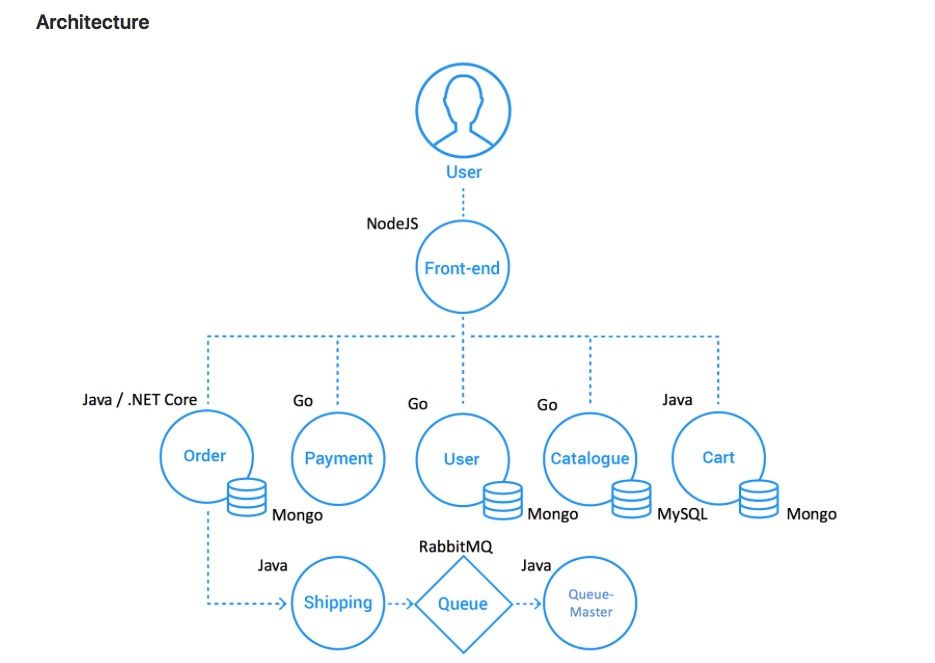 Architecture
User
NodeJS
Front-end
Java / .NET Core
Go
Go
Go
Java
Order
Payment
User
Catalogue
Cart
Mongo
Mongo
MySQL
Mongo
RabbitMQ
Java
Java
Shipping
Queue
Queue-
Master